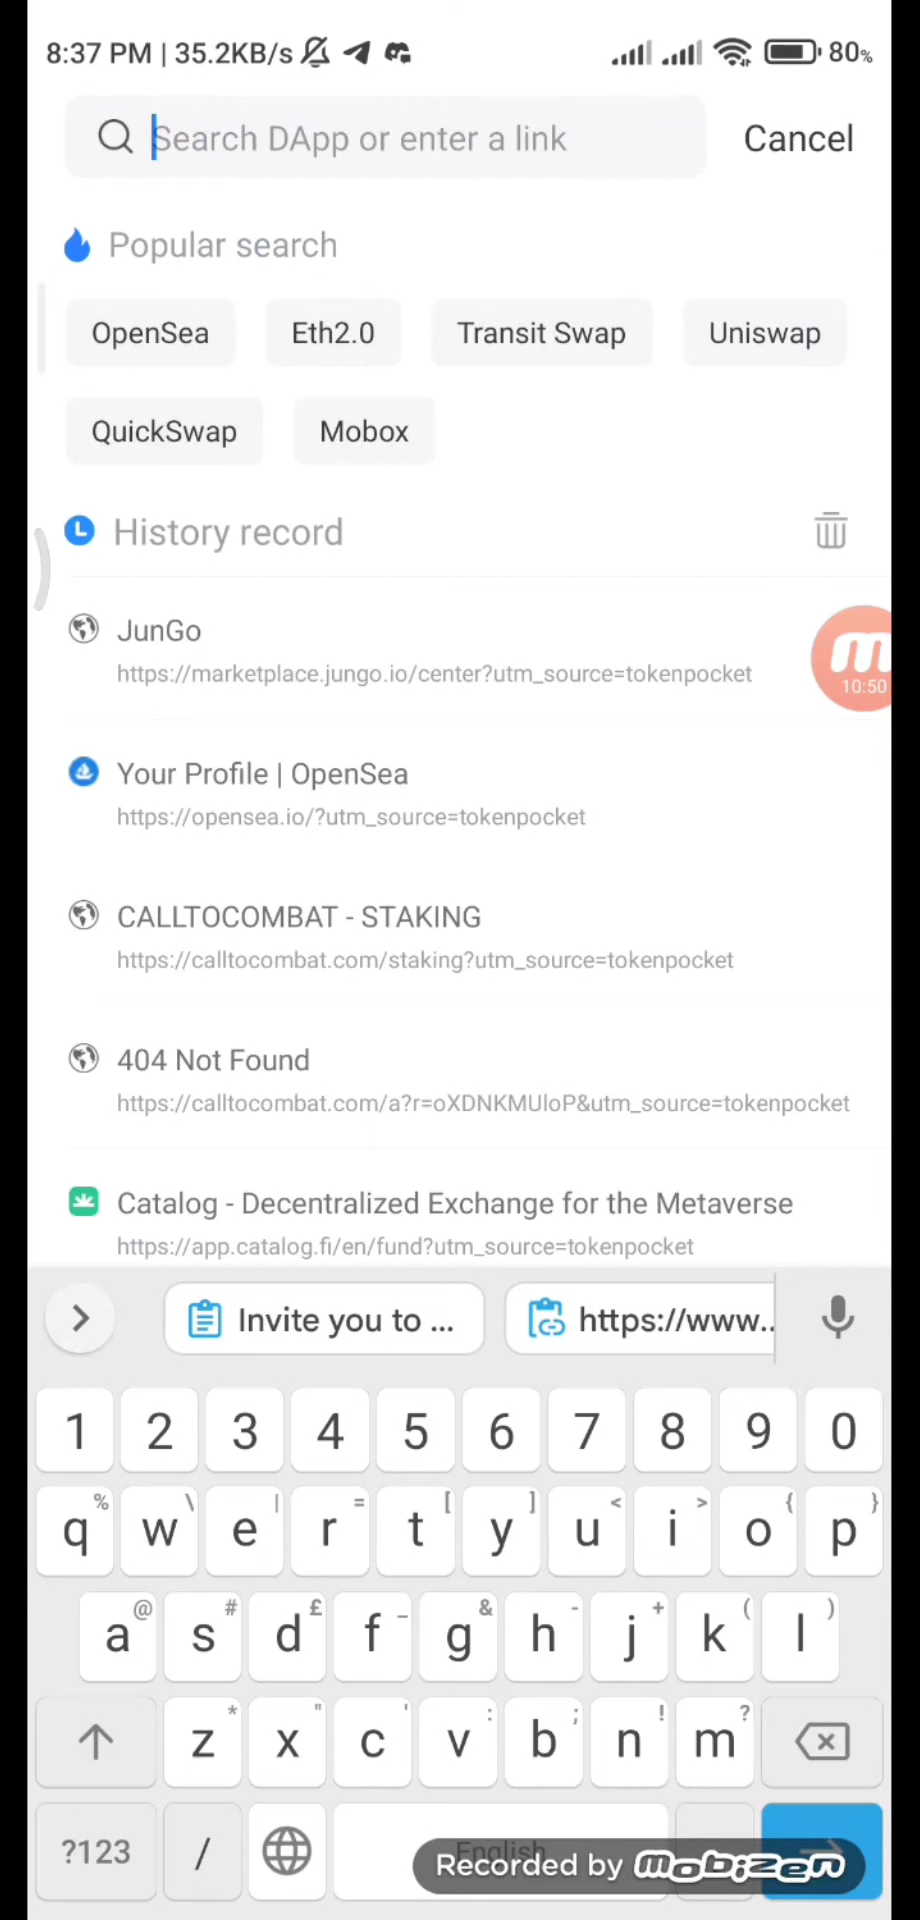 8:37 PM | 35.2KB/s 80%
Search DApp or enter a link Cancel
Popular search
OpenSea Eth2.0 Transit Swap Uniswap
QuickSwap Mobox
History record
JunGo
https://marketplace.jungo.io/center?utm_source=tokenpocket
10:50
Your Profile | OpenSea
https://opensea.io/?utm_source=tokenpocket
CALLTOCOMBAT - STAKING
https://calltocombat.com/staking?utm_source=tokenpocket
404 Not Found
https://calltocombat.com/a?r=oXDNKMUloP&utm_source=tokenpocket
Catalog - Decentralized Exchange for the Metaverse
https://app.catalog.fi/en/fund?utm_source=tokenpocket
Invite you to ... https://www..
1 2 3 4 5 6 7 8 9 0
% \ | = [ ] < > { }
q w e r t y u i o p
@ # £ _ & - + ( )
a s d f g h j k l
* " ' : ; ! ?
z x c v b n m
?123 / English
Recorded by mobizen